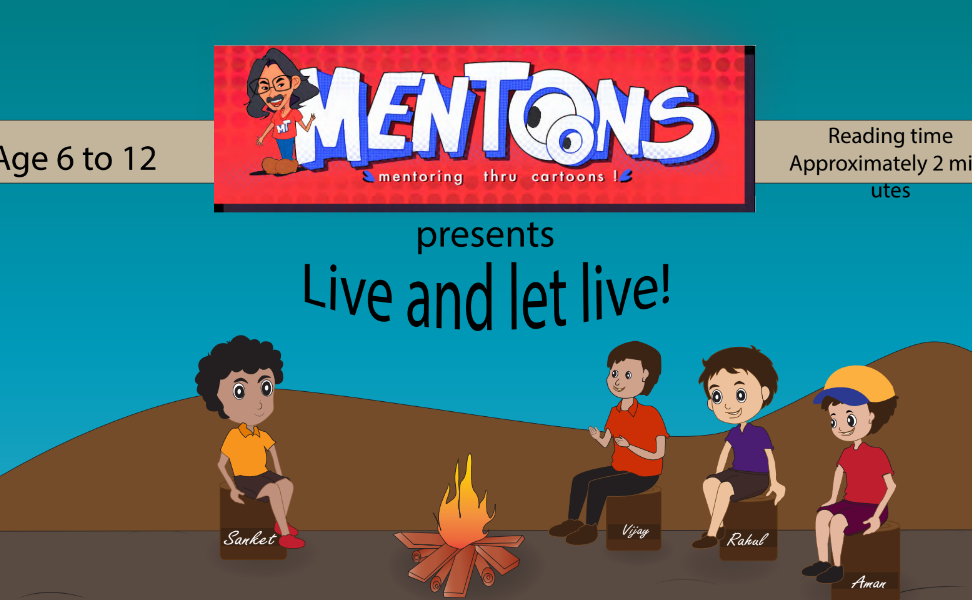 MENTOONS
mentoring thru cartoons !
MT
Age 6 to 12
Reading time
Approximately 2 mi
utes
presents
Live and let live!
Sanket
Vijay
Rahul
Aman